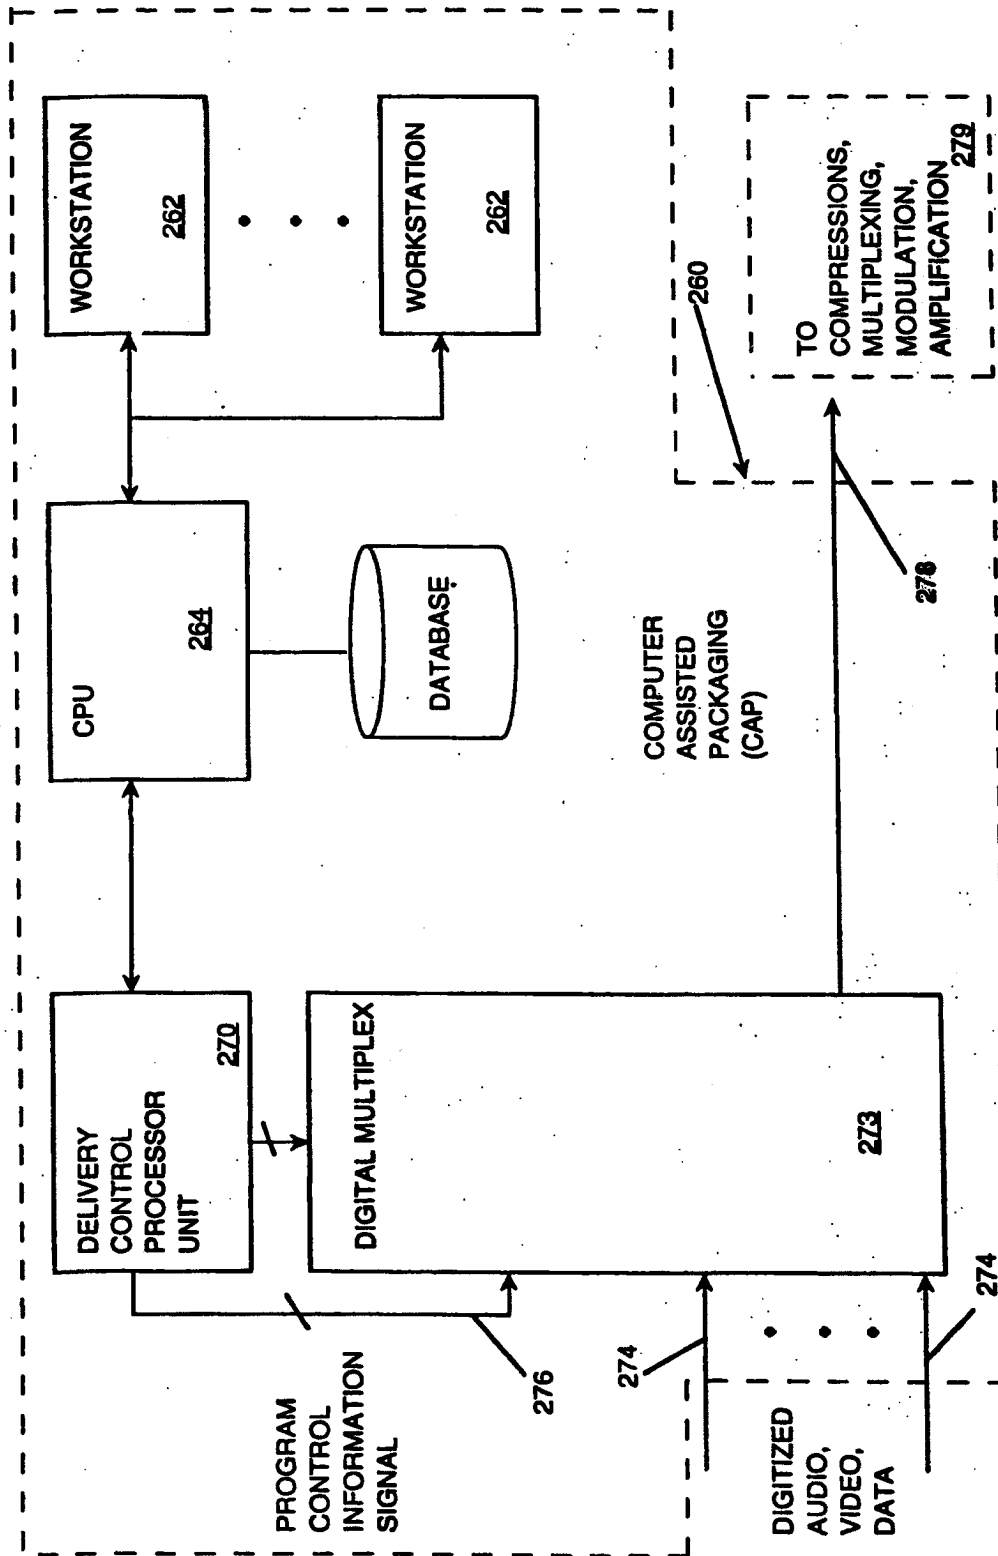 WORKSTATION
262
WORKSTATION
262
CPU
264
DATABASE
DELIVERY
CONTROL
PROCESSOR
UNIT
270
DIGITAL MULTIPLEX
273
PROGRAM
CONTROL
INFORMATION
SIGNAL
276
274
274
DIGITIZED
AUDIO,
VIDEO,
DATA
COMPUTER
ASSISTED
PACKAGING
(CAP)
260
278
TO
COMPRESSIONS,
MULTIPLEXING,
MODULATION,
AMPLIFICATION
279